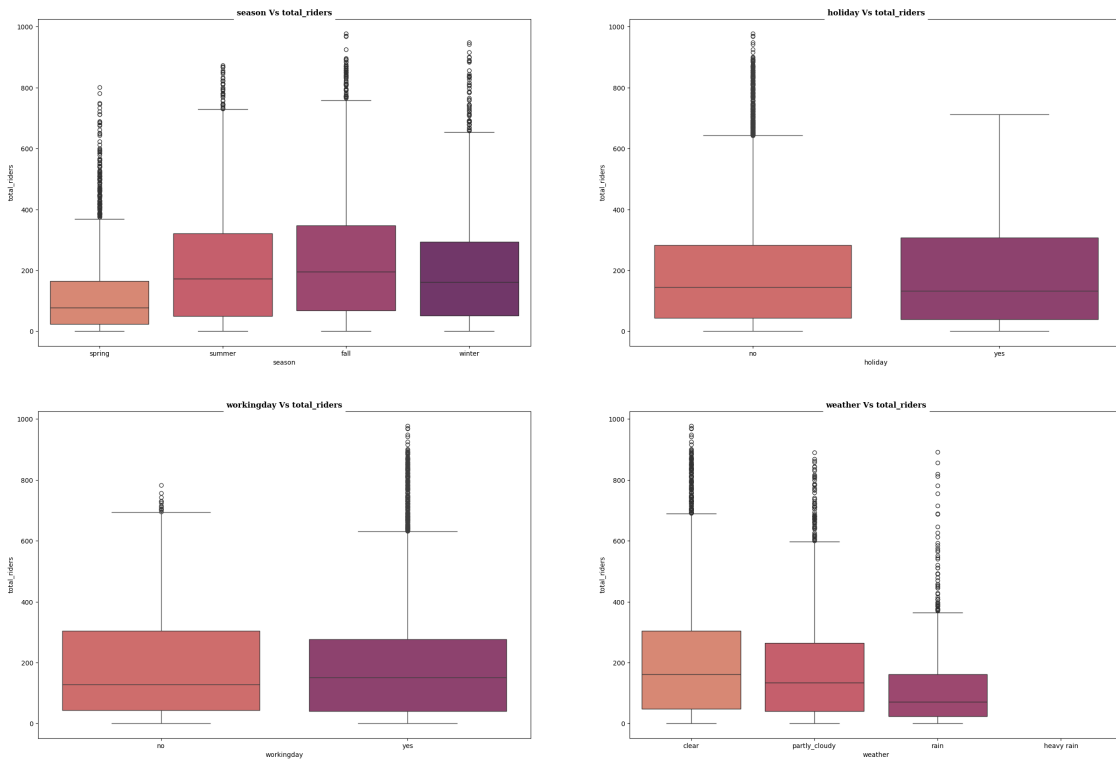 season Vs total_riders
1000
800
600
400
200
0
total_riders
spring summer fall winter
season
holiday Vs total_riders
1000
800
600
400
200
0
total_riders
no yes
holiday
workingday Vs total_riders
1000
800
600
400
200
0
total_riders
no yes
workingday
weather Vs total_riders
1000
800
600
400
200
0
total_riders
clear partly_cloudy rain heavy rain
weather